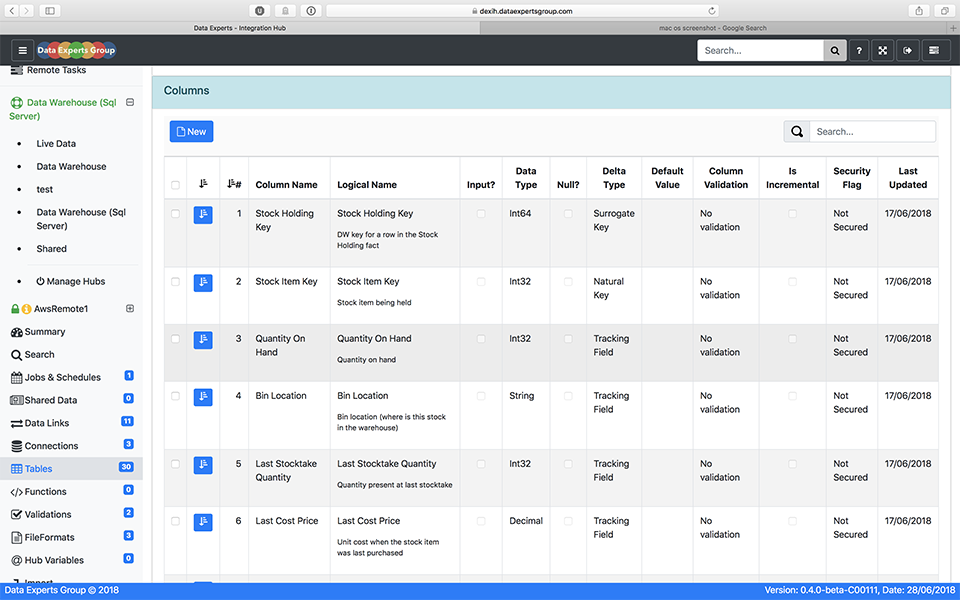 dexih.dataexpertsgroup.com
Data Experts - Integration Hub
mac os screenshot - Google Search
Data Experts Group
Search...
?
Remote Tasks
Data Warehouse (Sql
Server)
Live Data
Data Warehouse
test
Data Warehouse (Sql
Server)
Shared
Manage Hubs
AwsRemote1
Summary
Search
Jobs & Schedules 1
Shared Data 0
Data Links 11
Connections 3
Tables 30
Functions 0
Validations 2
FileFormats 3
Hub Variables 0
Import
Columns
New
Search...
# Column Name Logical Name Input? Data Type Null? Delta Type Default Value Column Validation Is Incremental Security Flag Last Updated
1 Stock Holding Key Stock Holding Key Int64 Surrogate Key No validation Not Secured 17/06/2018
DW key for a row in the Stock
Holding fact
2 Stock Item Key Stock Item Key Int32 Natural Key No validation Not Secured 17/06/2018
Stock item being held
3 Quantity On Hand Quantity On Hand Int32 Tracking Field No validation Not Secured 17/06/2018
Quantity on hand
4 Bin Location Bin Location String Tracking Field No validation Not Secured 17/06/2018
Bin location (where is this stock
in the warehouse)
5 Last Stocktake Quantity Last Stocktake Quantity Int32 Tracking Field No validation Not Secured 17/06/2018
Quantity present at last stocktake
6 Last Cost Price Last Cost Price Decimal Tracking Field No validation Not Secured 17/06/2018
Unit cost when the stock item
was last purchased
Data Experts Group © 2018
Version: 0.4.0-beta-C00111, Date: 28/06/2018